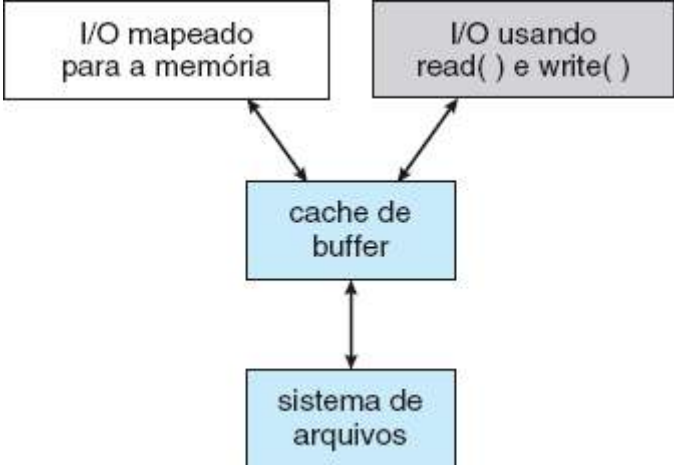 I/O mapeado
para a memória
I/O usando
read( ) e write( )
cache de
buffer
sistema de
arquivos